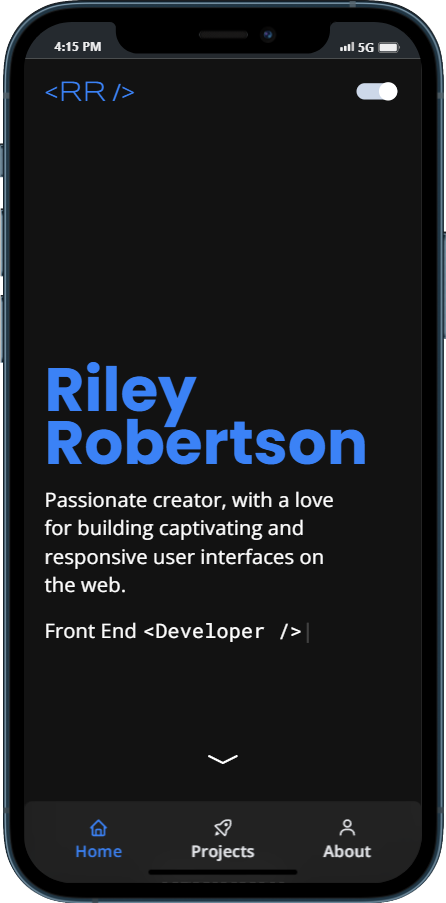 4:15 PM 5G
<RR />
Riley
Robertson
Passionate creator, with a love
for building captivating and
responsive user interfaces on
the web.
Front End <Developer />|
Home Projects About